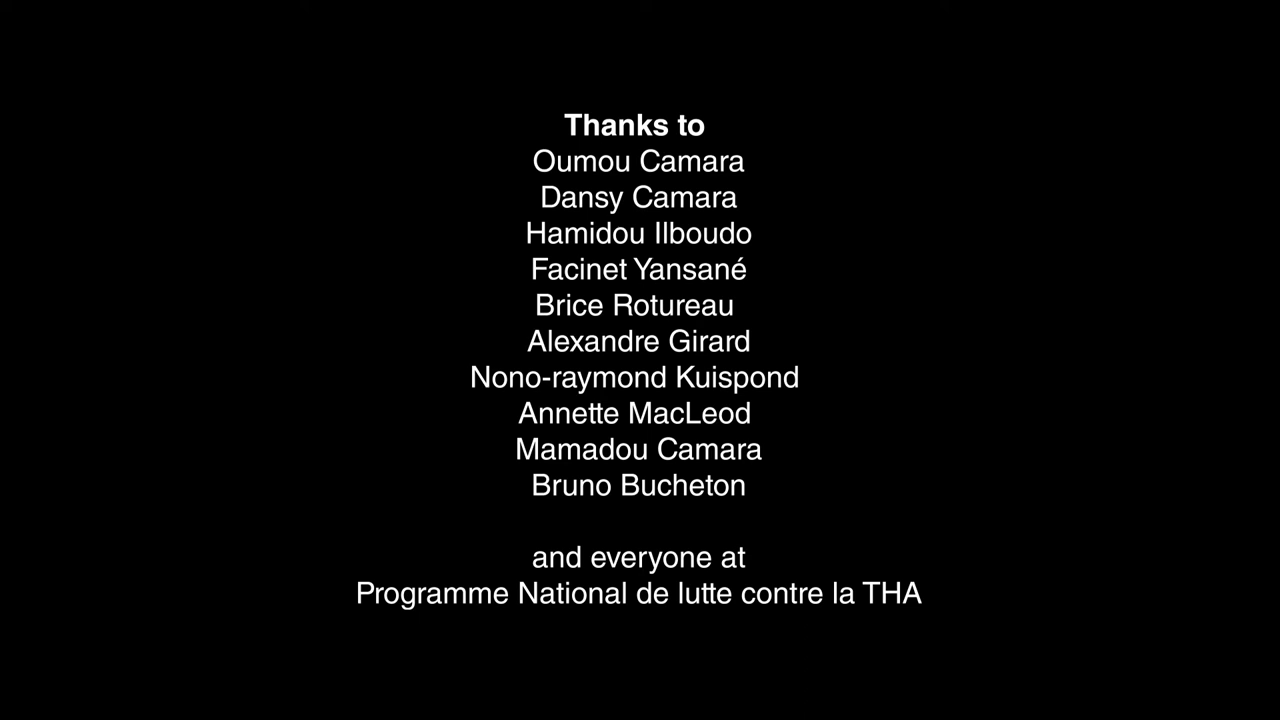 Thanks to
Oumou Camara
Dansy Camara
Hamidou Ilboudo
Facinet Yansané
Brice Rotureau
Alexandre Girard
Nono-raymond Kuispond
Annette MacLeod
Mamadou Camara
Bruno Bucheton
and everyone at
Programme National de lutte contre la THA